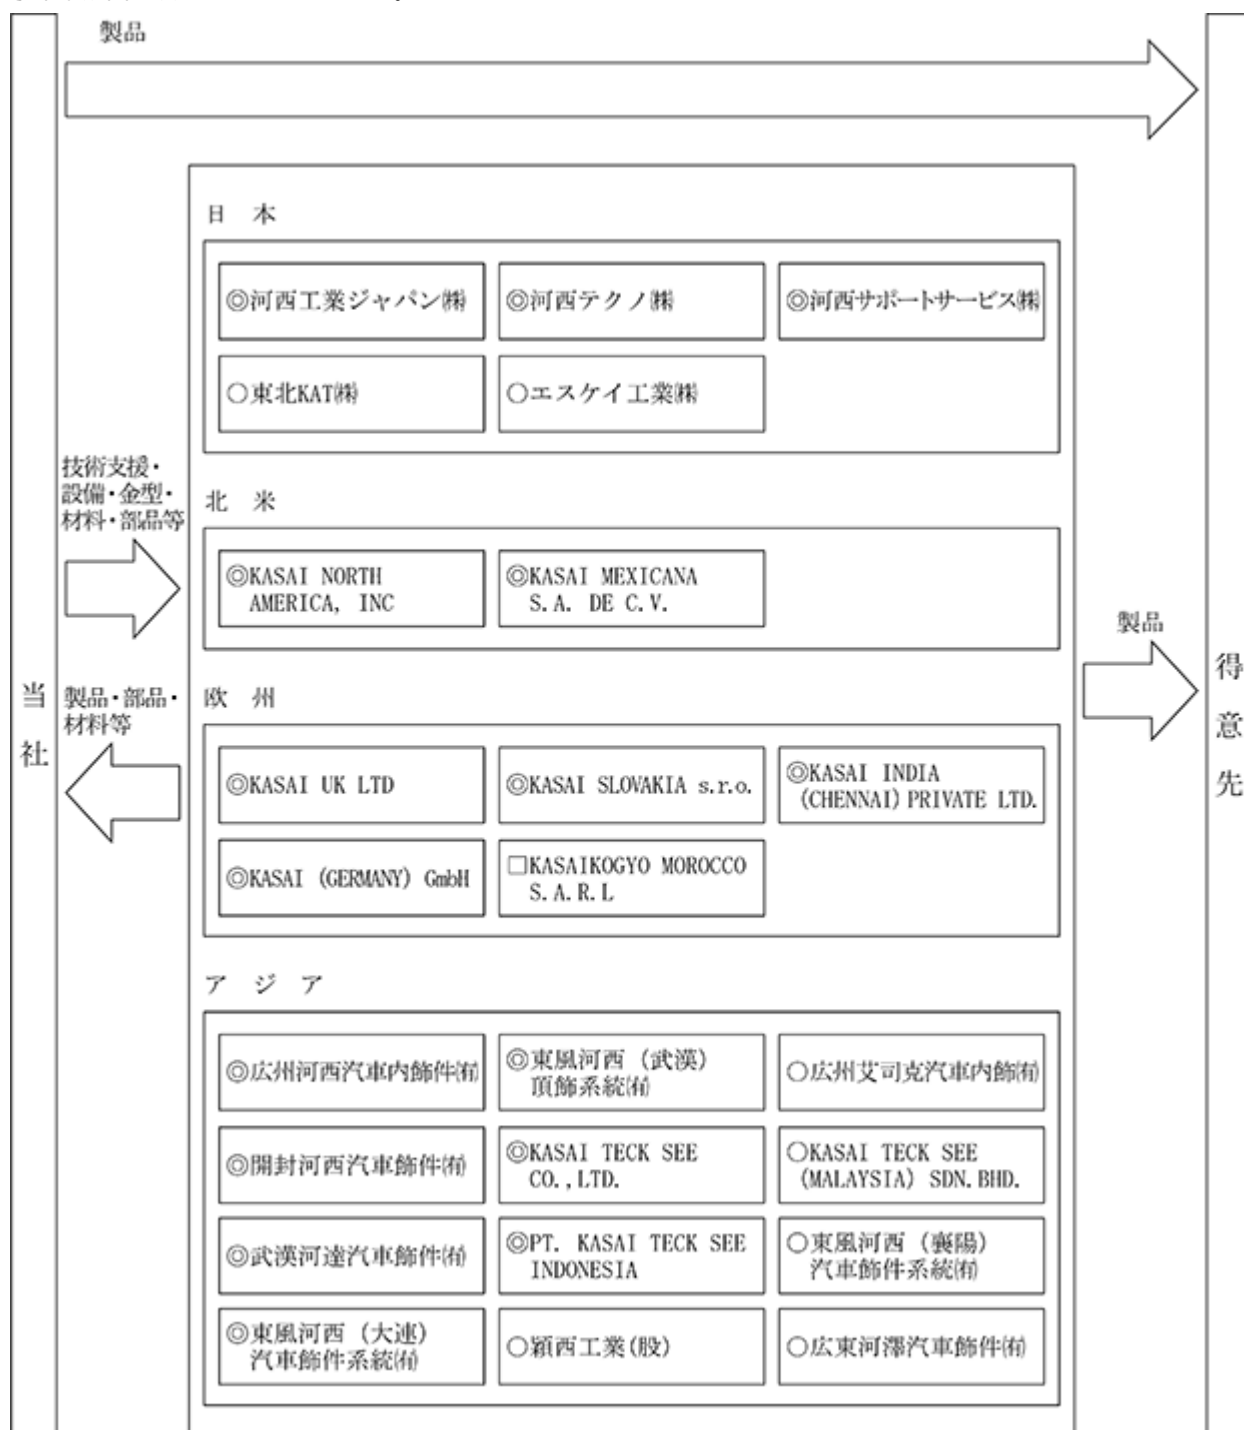 製品
日本
◎河西工業ジャパン㈱
◎河西テクノ㈱
◎河西サポートサービス㈱
○東北KAT㈱
○エスケイ工業㈱
技術支援・
設備・金型・
材料・部品等
北米
◎KASAI NORTH
AMERICA, INC
◎KASAI MEXICANA
S.A. DE C.V.
製品
得意先
当社
製品・部品・
材料等
欧州
◎KASAI UK LTD
◎KASAI SLOVAKIA s.r.o.
◎KASAI INDIA
(CHENNAI) PRIVATE LTD.
◎KASAI (GERMANY) GmbH
□KASAIKOGYO MOROCCO
S.A.R.L
アジア
◎広州河西汽車内飾件㈲
◎東風河西（武漢）
頂飾系統㈲
○広州艾司克汽車内飾㈲
◎開封河西汽車飾件㈲
◎KASAI TECK SEE
CO.,LTD.
○KASAI TECK SEE
(MALAYSIA) SDN.BHD.
◎武漢河達汽車飾件㈲
◎PT. KASAI TECK SEE
INDONESIA
○東風河西（襄陽）
汽車飾件系統㈲
◎東風河西（大連）
汽車飾件系統㈲
○穎西工業(股)
○広東河澤汽車飾件㈲